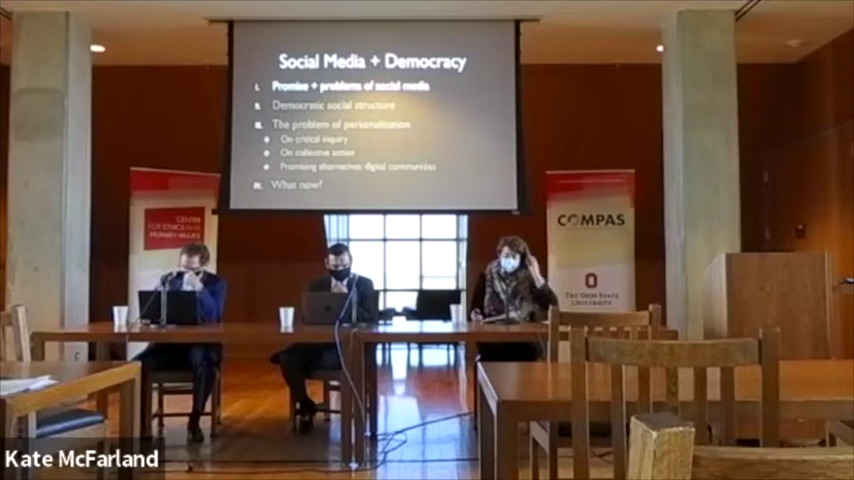 Social Media + Democracy
I. Promise + problems of social media
II. Democratic social structure
III. The problem of personalization
On critical inquiry
On collective action
Promising alternatives: digital communities
IV. What now?
CENTER
FOR ETHICS AND
HUMAN VALUES
COMPAS
THE OHIO STATE
UNIVERSITY
Kate McFarland